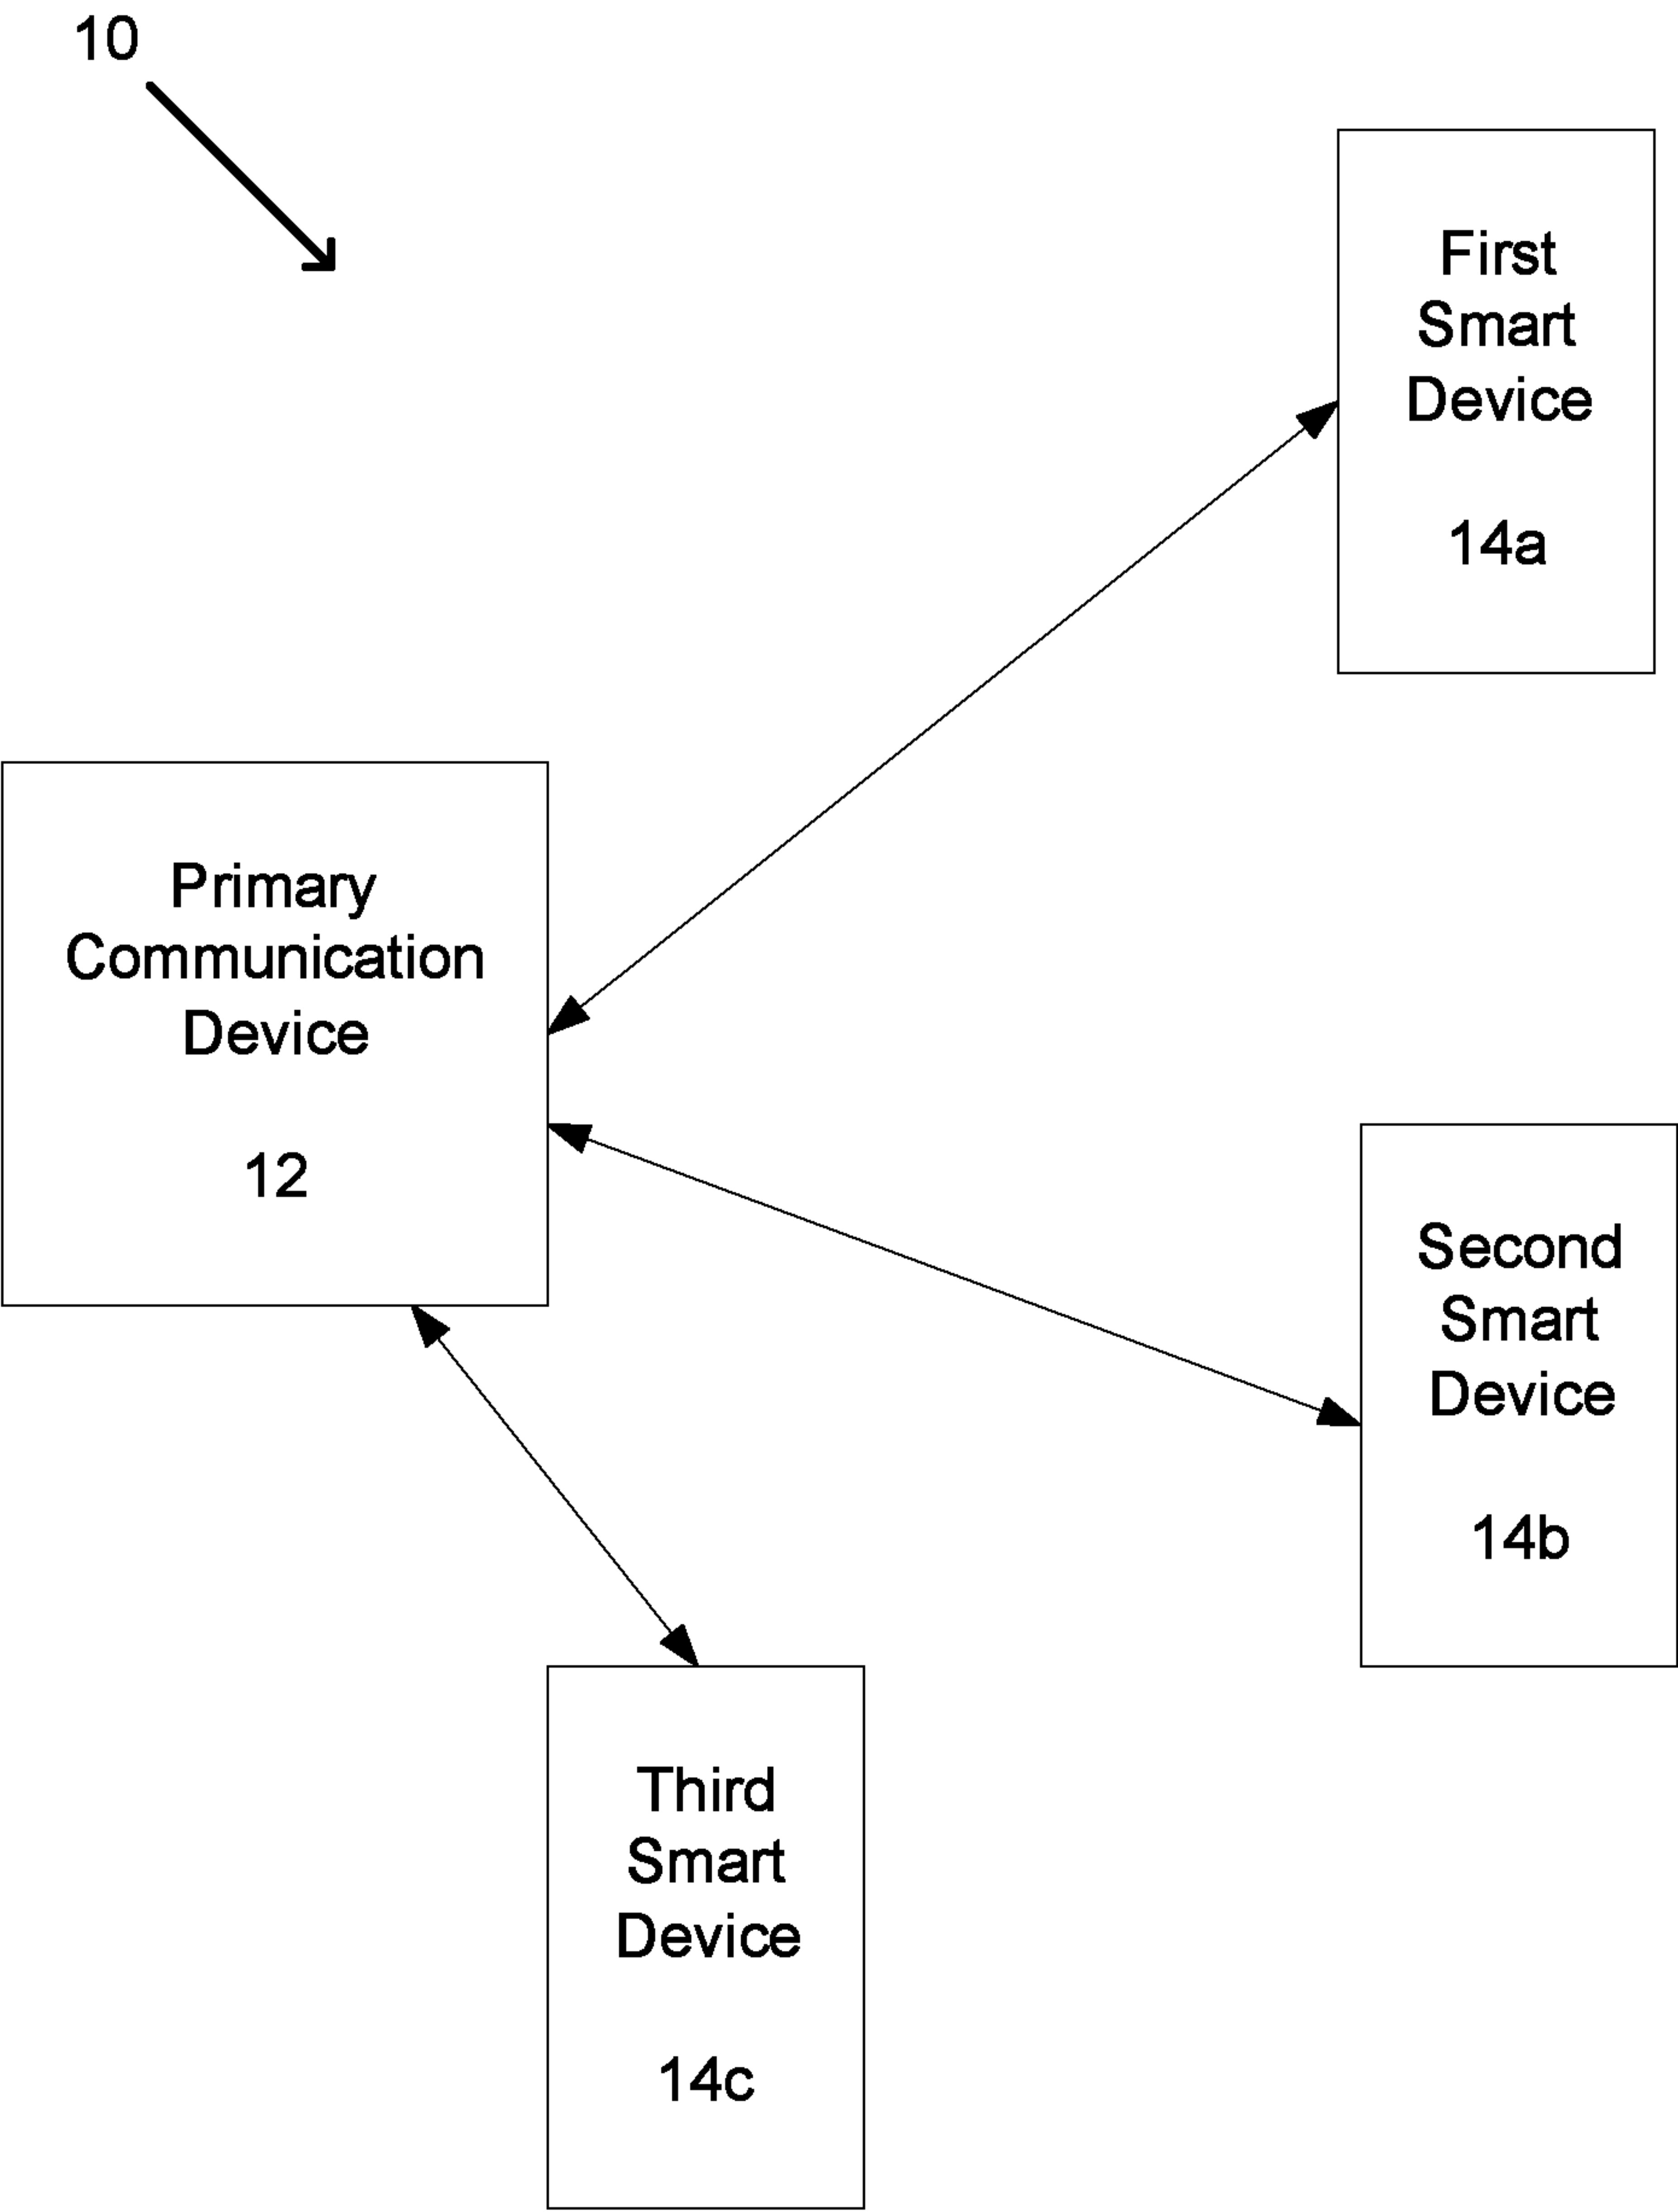 10
First
Smart
Device
14a
Primary
Communication
Device
12
Second
Smart
Device
14b
Third
Smart
Device
14c